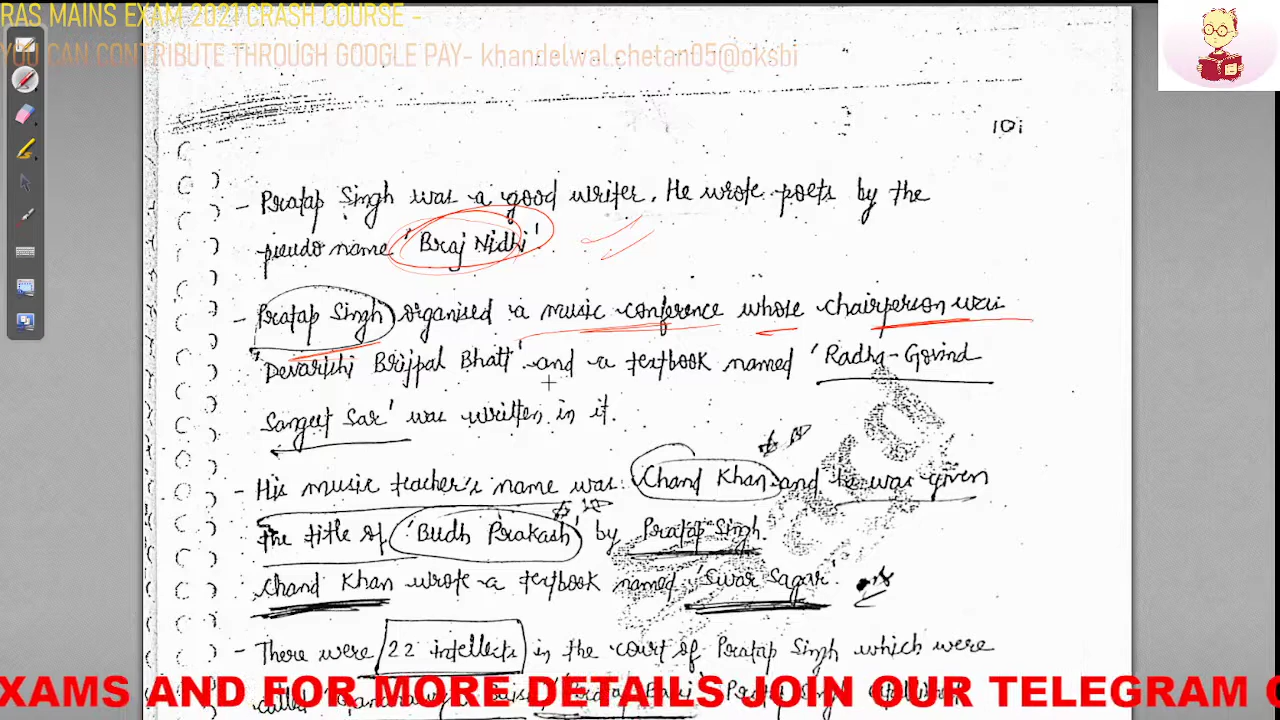 RAS MAINS EXAM 2021 CRASH COURSE -
YOU CAN CONTRIBUTE THROUGH GOOGLE PAY- khandelwal.chetan05@oksbi
101
- Pratap Singh was a good writer. He wrote poets by the
pseudo name 'Braj Nidhi'.
- Pratap Singh organised a music conference whose chairperson was
'Devarishi Brijpal Bhatt' and a textbook named 'Radha-Govind
Sangeet Sar' was written in it.
- His music teacher's name was Chand Khan and he was given
the title of 'Budh Prakash' by Pratap Singh.
Chand Khan wrote a textbook named 'Swar Sagar'.
- There were 22 intellects in the court of Pratap Singh which were
called
XAMS AND FOR MORE DETAILS JOIN OUR TELEGRAM